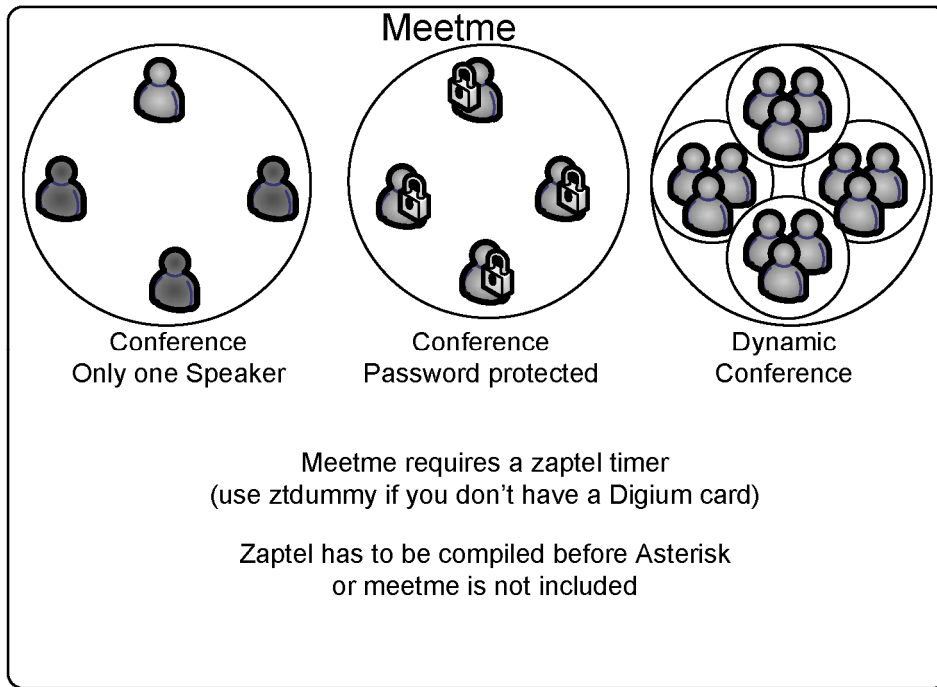 Meetme
Conference
Only one Speaker
Conference
Password protected
Dynamic
Conference
Meetme requires a zaptel timer
(use ztdummy if you don't have a Digium card)
Zaptel has to be compiled before Asterisk
or meetme is not included